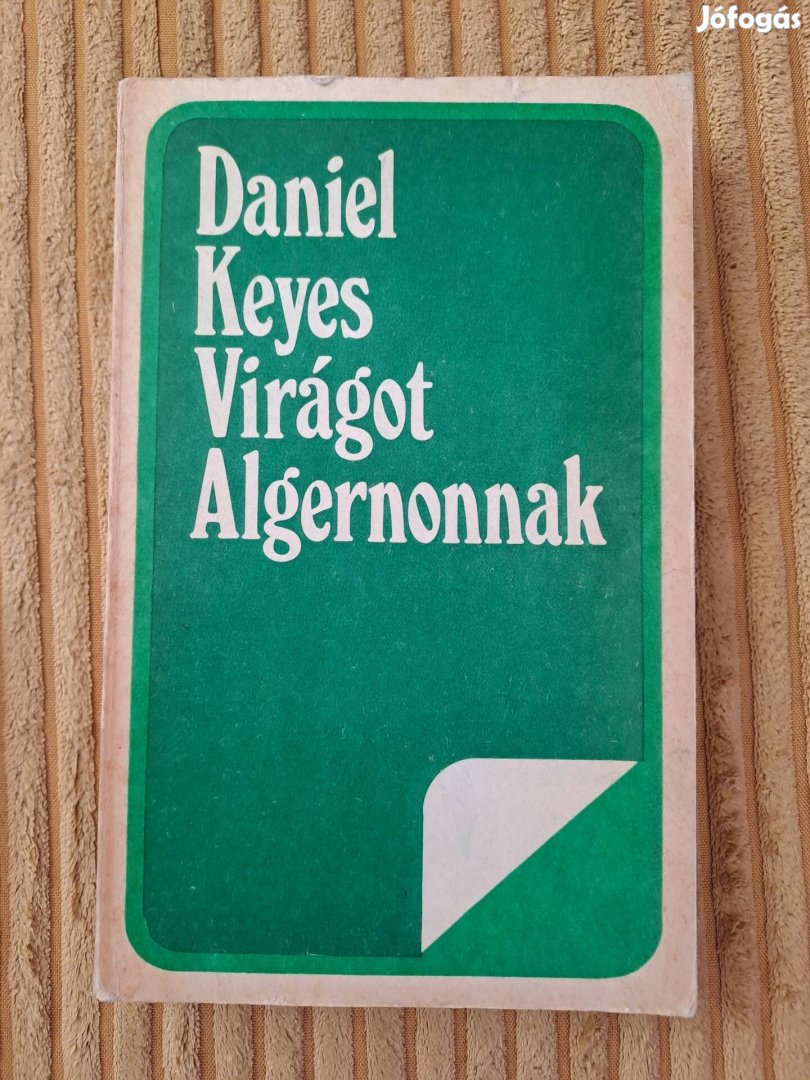 Jófogás
Daniel
Keyes
Virágot
Algernonnak